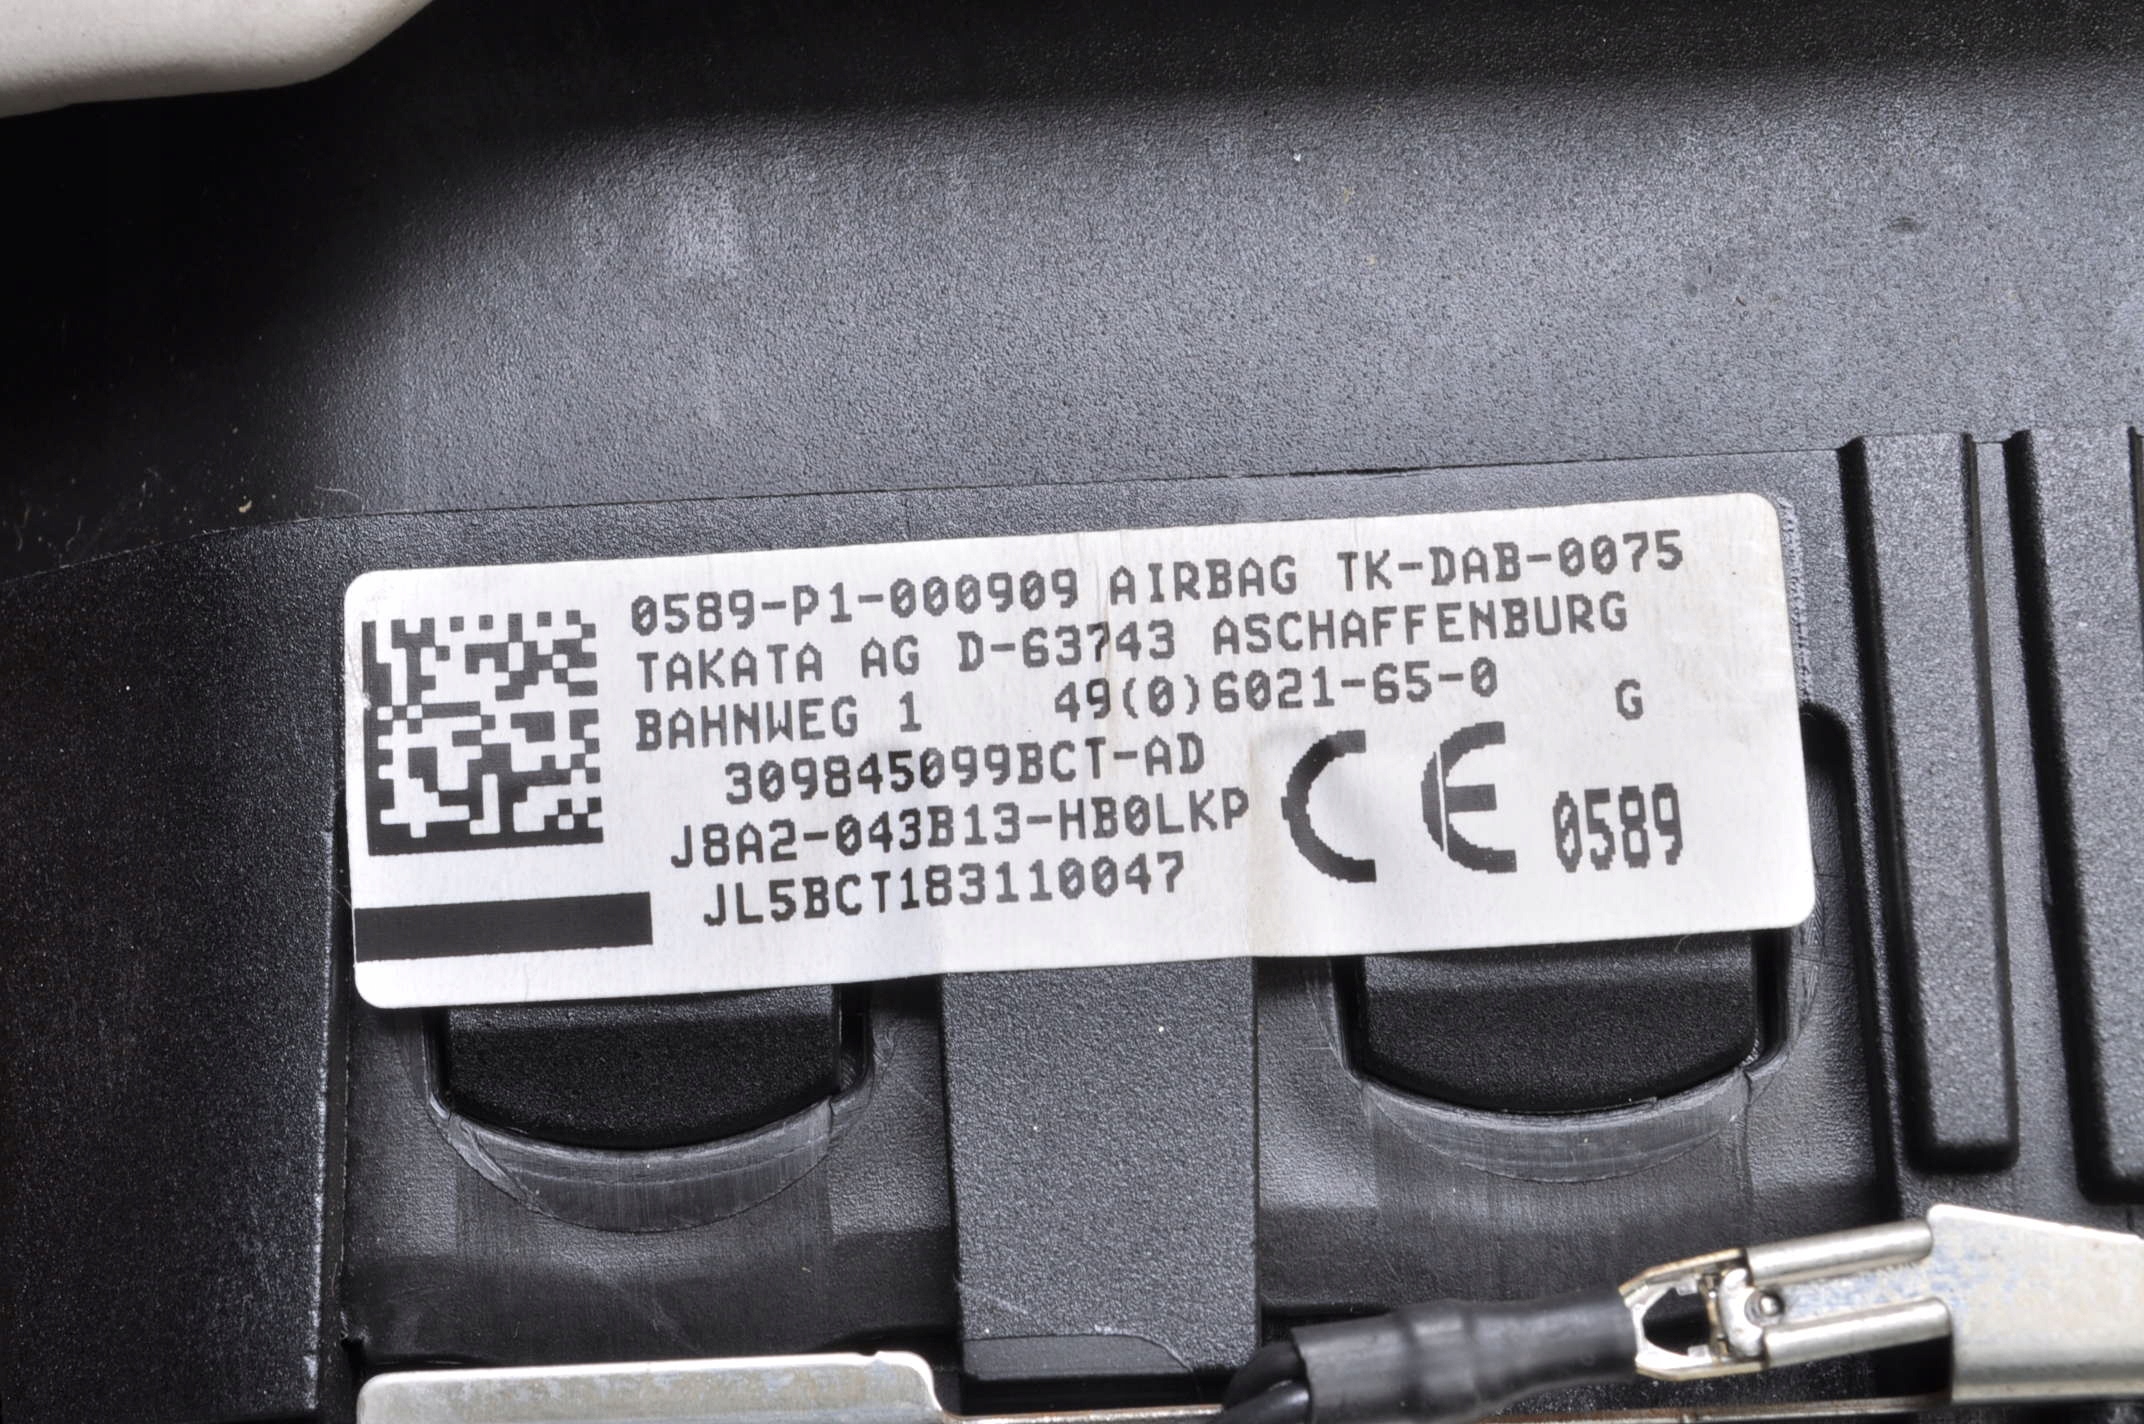 0589-P1-000909 AIRBAG TK-DAB-0075
TAKATA AG D-63743 ASCHAFFENBURG
BAHNWEG 1 49(0)6021-65-0 G
309845099BCT-AD
J8A2-043B13-HB0LKP
JL5BCT183110047
CE 0589